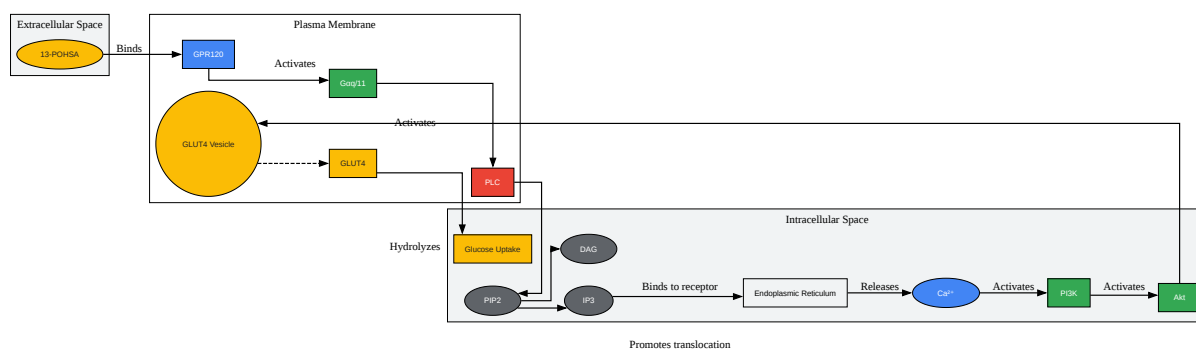 Extracellular Space
Plasma Membrane
13-POHSA
Binds
GPR120
Activates
Gαq/11
Activates
GLUT4 Vesicle
GLUT4
PLC
Intracellular Space
Hydrolyzes
Glucose Uptake
DAG
PIP2
IP3
Binds to receptor
Endoplasmic Reticulum
Releases
Ca²⁺
Activates
PI3K
Activates
Akt
Promotes translocation